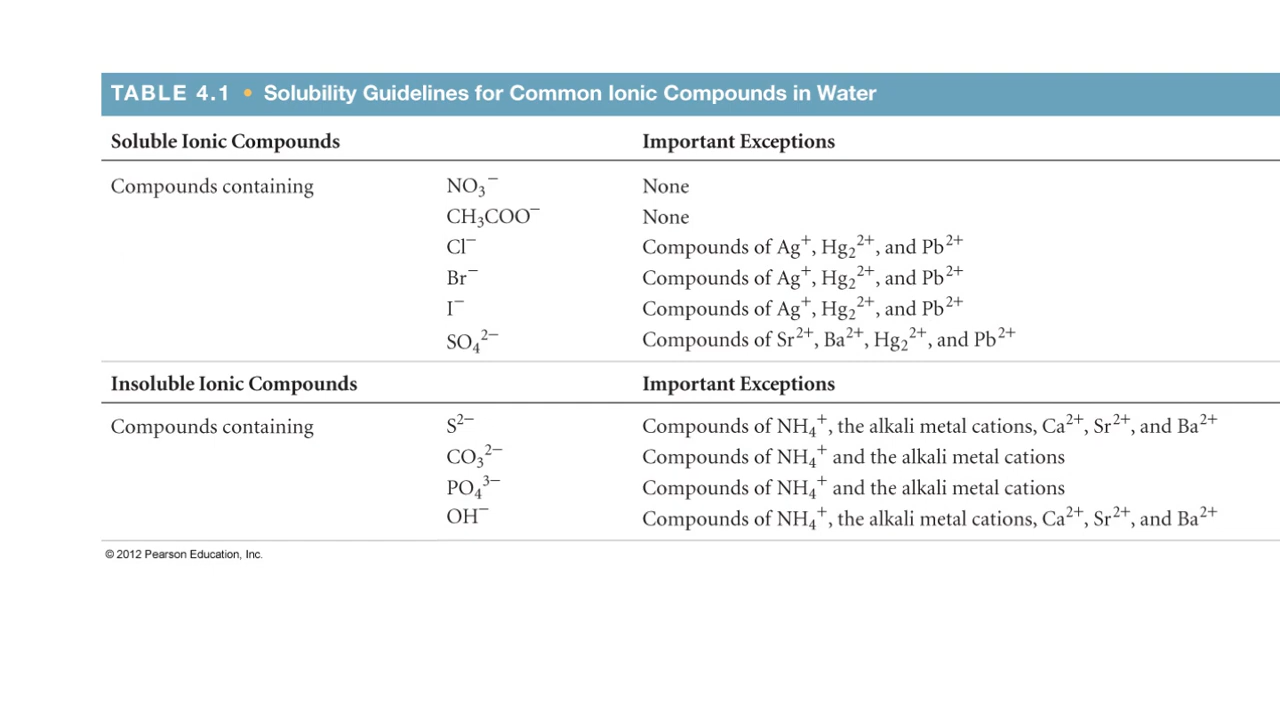 TABLE 4.1 • Solubility Guidelines for Common Ionic Compounds in Water
Soluble Ionic Compounds Important Exceptions
Compounds containing NO₃⁻ None
CH₃COO⁻ None
Cl⁻ Compounds of Ag⁺, Hg₂²⁺, and Pb²⁺
Br⁻ Compounds of Ag⁺, Hg₂²⁺, and Pb²⁺
I⁻ Compounds of Ag⁺, Hg₂²⁺, and Pb²⁺
SO₄²⁻ Compounds of Sr²⁺, Ba²⁺, Hg₂²⁺, and Pb²⁺
Insoluble Ionic Compounds Important Exceptions
Compounds containing S²⁻ Compounds of NH₄⁺, the alkali metal cations, Ca²⁺, Sr²⁺, and Ba²⁺
CO₃²⁻ Compounds of NH₄⁺ and the alkali metal cations
PO₄³⁻ Compounds of NH₄⁺ and the alkali metal cations
OH⁻ Compounds of NH₄⁺, the alkali metal cations, Ca²⁺, Sr²⁺, and Ba²⁺
© 2012 Pearson Education, Inc.